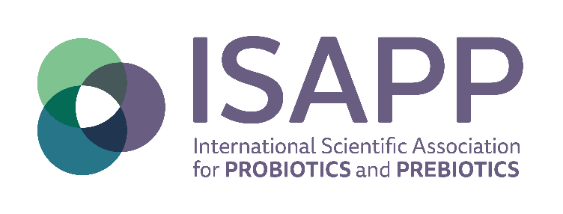 ISAPP
International Scientific Association
for PROBIOTICS and PREBIOTICS